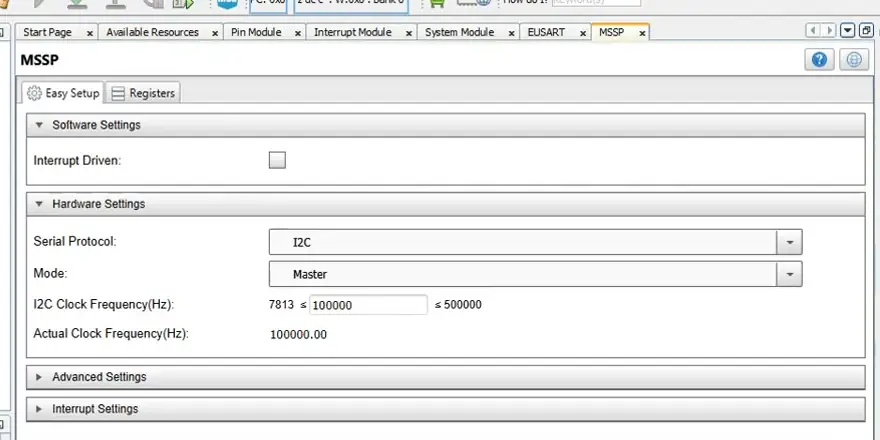 How do I?
Start Page Available Resources Pin Module Interrupt Module System Module EUSART MSSP
MSSP
Easy Setup Registers
Software Settings
Interrupt Driven:
Hardware Settings
Serial Protocol: I2C
Mode: Master
I2C Clock Frequency(Hz): 7813 ≤ 100000 ≤ 500000
Actual Clock Frequency(Hz): 100000.00
Advanced Settings
Interrupt Settings